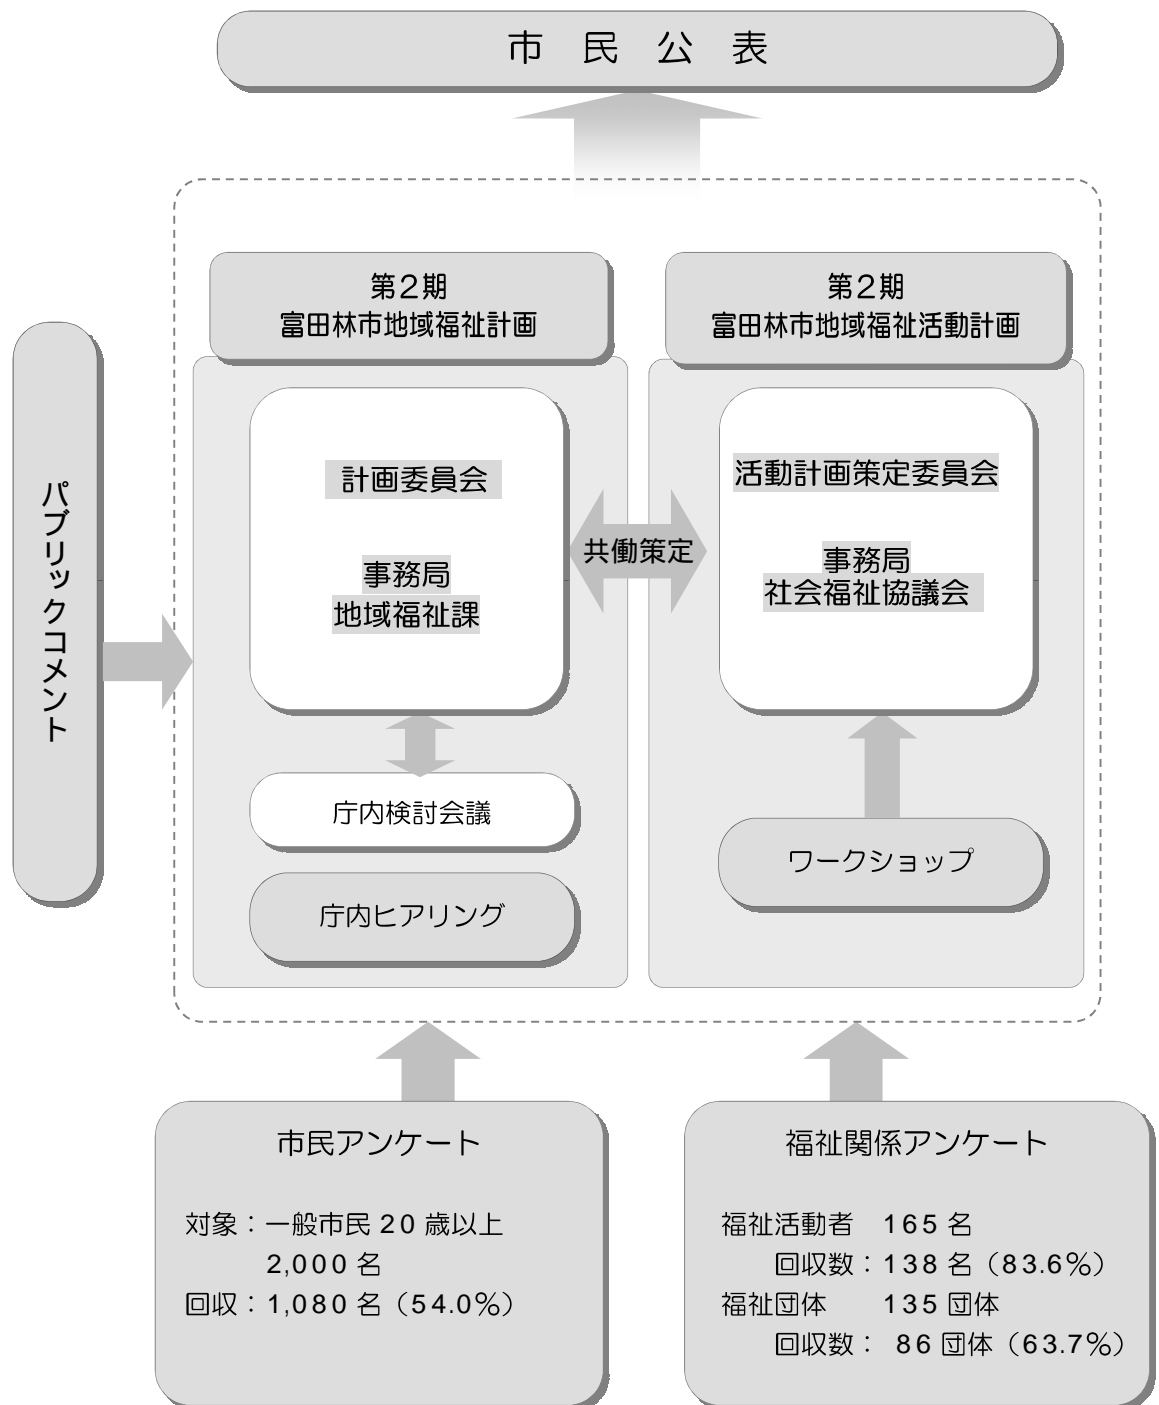 市 民 公 表
第２期
富田林市地域福祉計画
第２期
富田林市地域福祉活動計画
パブリックコメント
計画委員会
事務局
地域福祉課
共働策定
活動計画策定委員会
事務局
社会福祉協議会
庁内検討会議
庁内ヒアリング
ワークショップ
市民アンケート
対象：一般市民 20 歳以上
2,000 名
回収：1,080 名（54.0％）
福祉関係アンケート
福祉活動者 165 名
回収数：138 名（83.6％）
福祉団体 135 団体
回収数： 86 団体（63.7％）